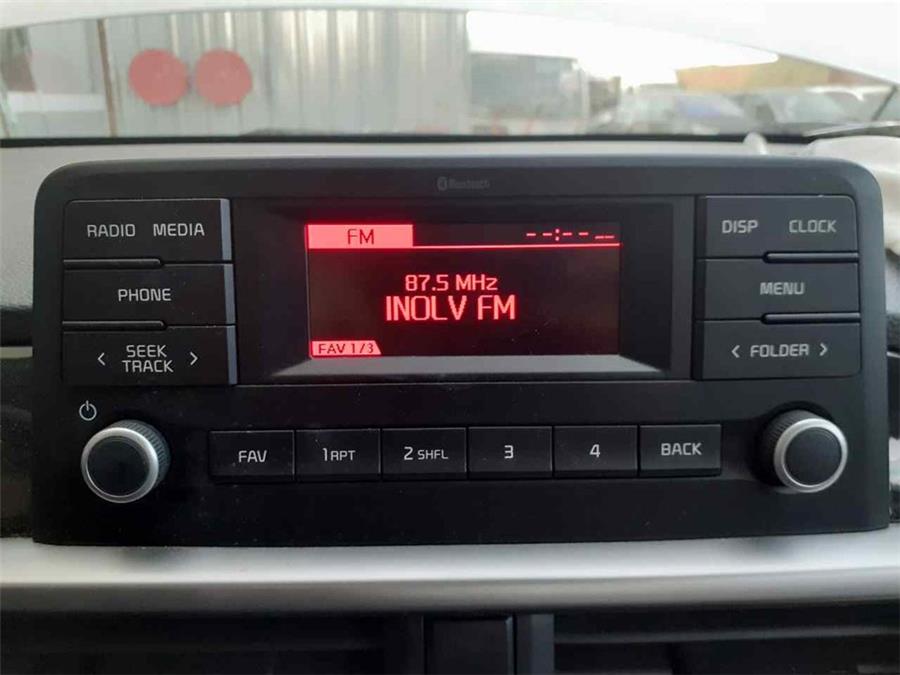 Bluetooth
RADIO MEDIA
PHONE
SEEK
TRACK
FM --:-- --
87.5 MHz
INOLV FM
FAV 1/3
DISP CLOCK
MENU
FOLDER
FAV 1 RPT 2 SHFL 3 4 BACK